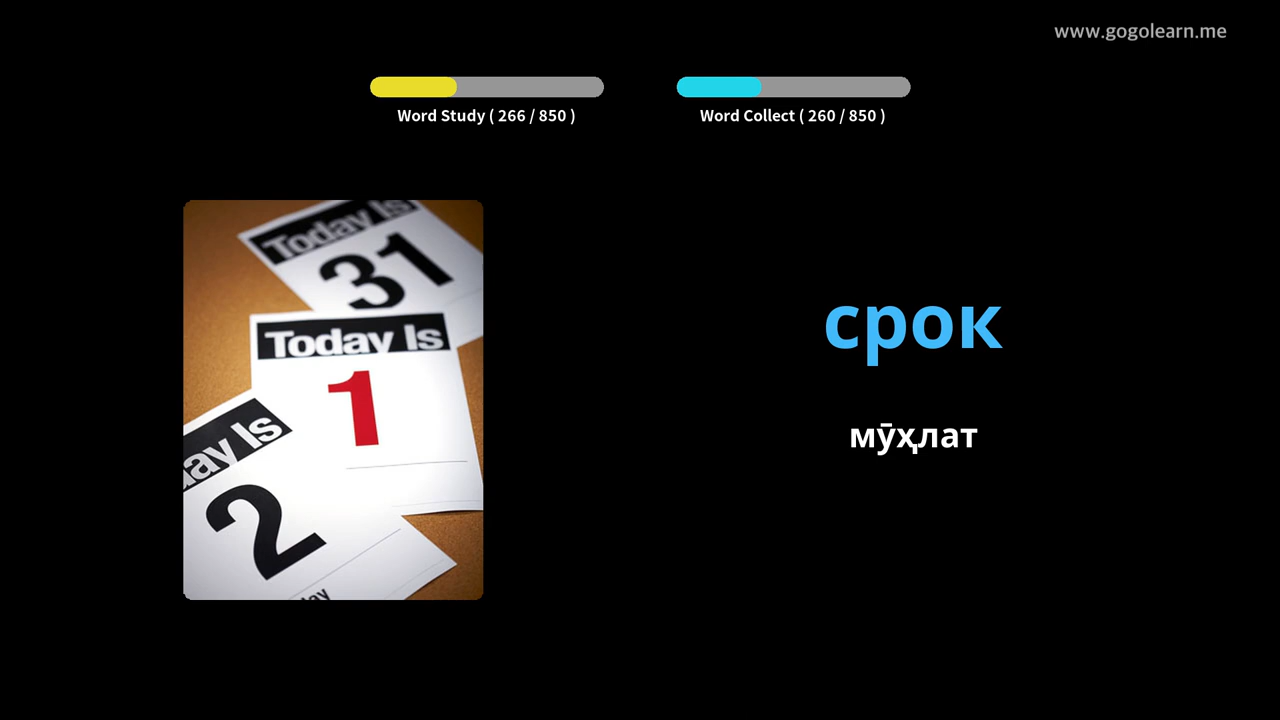 www.gogolearn.me
Word Study ( 266 / 850 )
Word Collect ( 260 / 850 )
Today Is
31
Today Is
1
ay Is
2
срок
мӯҳлат